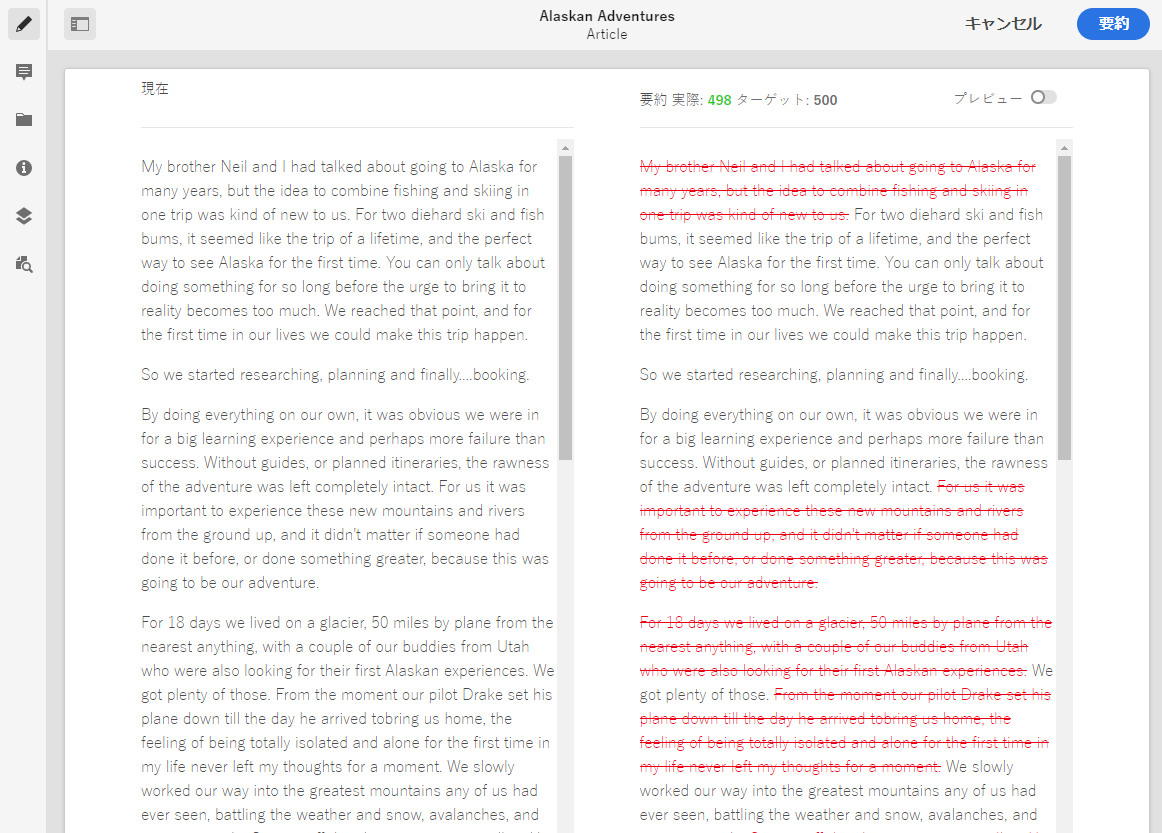 Alaskan Adventures
Article
キャンセル
要約
現在
My brother Neil and I had talked about going to Alaska for
many years, but the idea to combine fishing and skiing in
one trip was kind of new to us. For two diehard ski and fish
bums, it seemed like the trip of a lifetime, and the perfect
way to see Alaska for the first time. You can only talk about
doing something for so long before the urge to bring it to
reality becomes too much. We reached that point, and for
the first time in our lives we could make this trip happen.
So we started researching, planning and finally....booking.
By doing everything on our own, it was obvious we were in
for a big learning experience and perhaps more failure than
success. Without guides, or planned itineraries, the rawness
of the adventure was left completely intact. For us it was
important to experience these new mountains and rivers
from the ground up, and it didn't matter if someone had
done it before, or done something greater, because this was
going to be our adventure.
For 18 days we lived on a glacier, 50 miles by plane from the
nearest anything, with a couple of our buddies from Utah
who were also looking for their first Alaskan experiences. We
got plenty of those. From the moment our pilot Drake set his
plane down till the day he arrived tobring us home, the
feeling of being totally isolated and alone for the first time in
my life never left my thoughts for a moment. We slowly
worked our way into the greatest mountains any of us had
ever seen, battling the weather and snow, avalanches, and
要約 実際: 498 ターゲット: 500
プレビュー
My brother Neil and I had talked about going to Alaska for
many years, but the idea to combine fishing and skiing in
one trip was kind of new to us. For two diehard ski and fish
bums, it seemed like the trip of a lifetime, and the perfect
way to see Alaska for the first time. You can only talk about
doing something for so long before the urge to bring it to
reality becomes too much. We reached that point, and for
the first time in our lives we could make this trip happen.
So we started researching, planning and finally....booking.
By doing everything on our own, it was obvious we were in
for a big learning experience and perhaps more failure than
success. Without guides, or planned itineraries, the rawness
of the adventure was left completely intact. For us it was
important to experience these new mountains and rivers
from the ground up, and it didn't matter if someone had
done it before, or done something greater, because this was
going to be our adventure.
For 18 days we lived on a glacier, 50 miles by plane from the
nearest anything, with a couple of our buddies from Utah
who were also looking for their first Alaskan experiences. We
got plenty of those. From the moment our pilot Drake set his
plane down till the day he arrived tobring us home, the
feeling of being totally isolated and alone for the first time in
my life never left my thoughts for a moment. We slowly
worked our way into the greatest mountains any of us had
ever seen, battling the weather and snow, avalanches, and